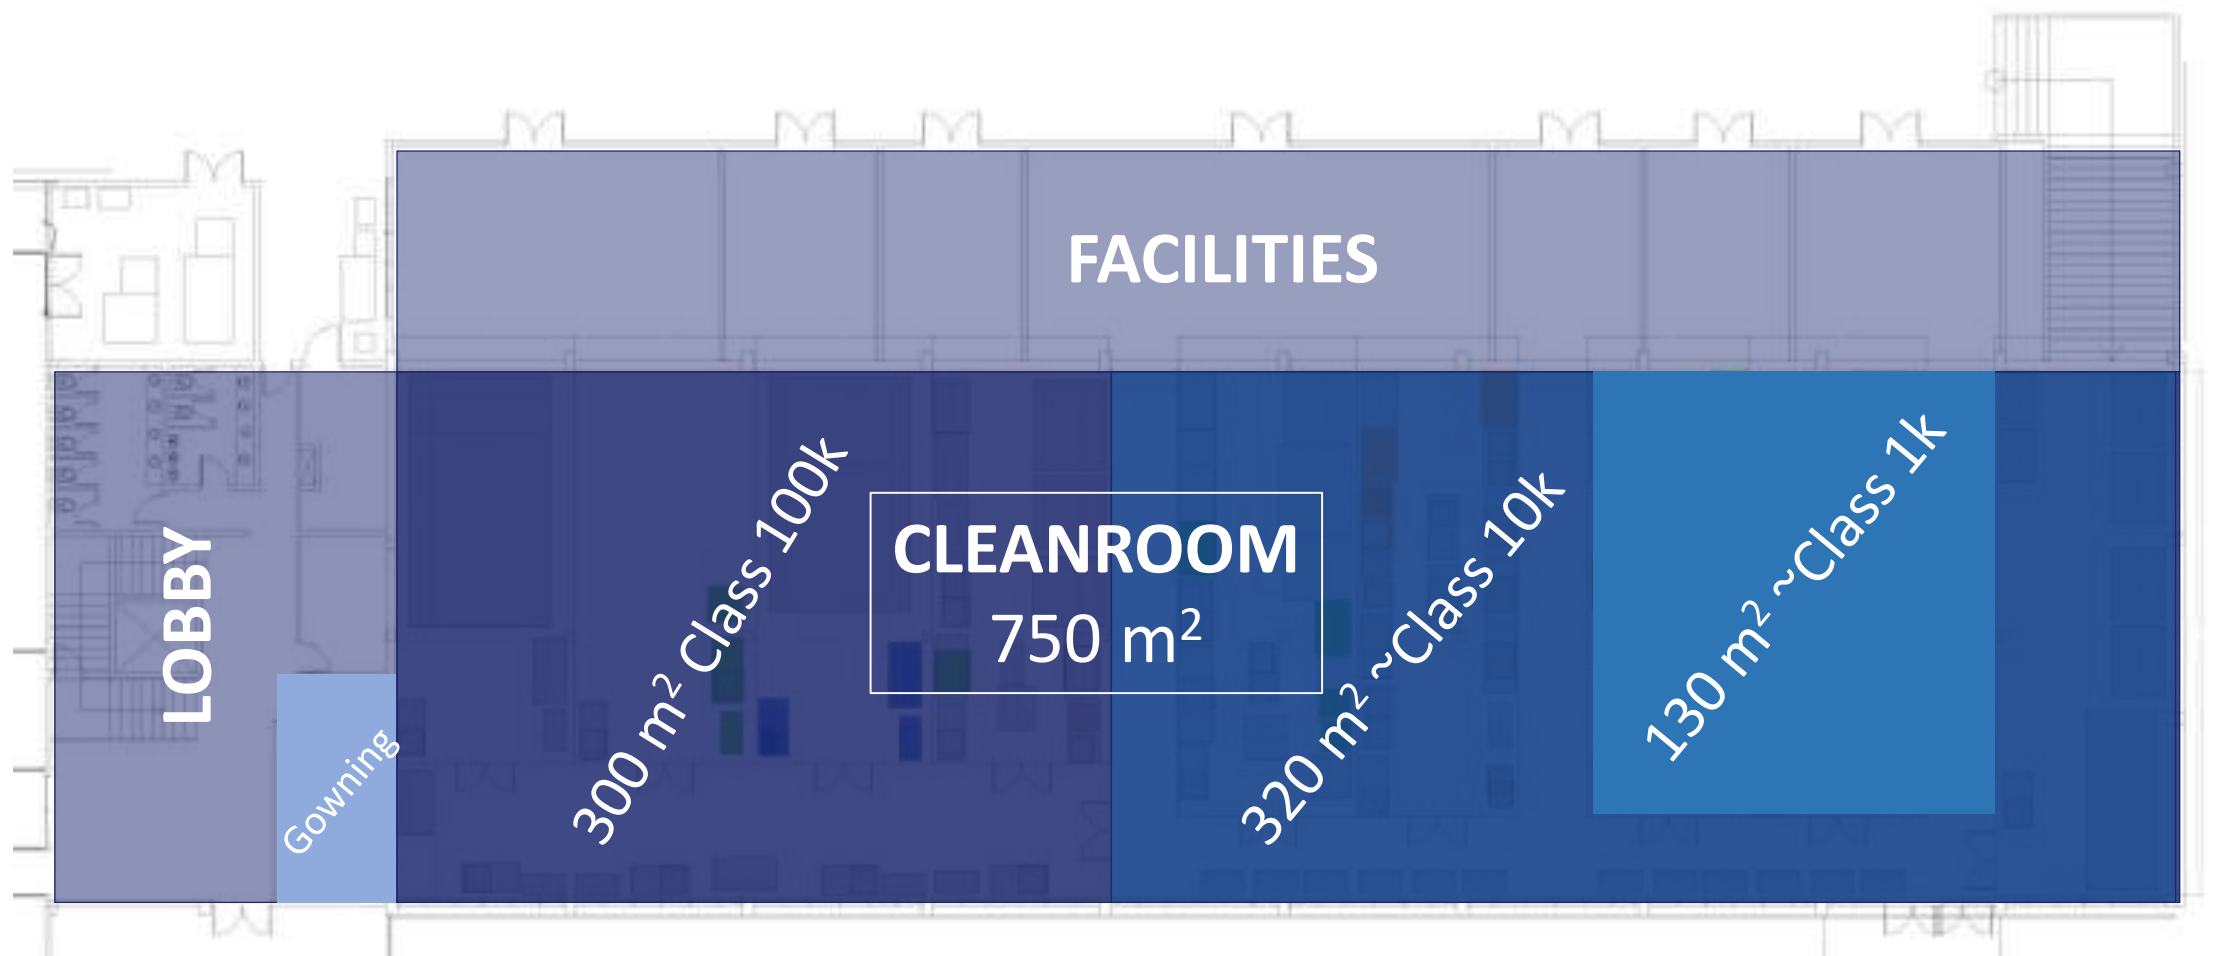 FACILITIES
LOBBY
Gowning
300 m² Class 100k
CLEANROOM
750 m²
320 m² ~Class 10k
130 m² ~Class 1k